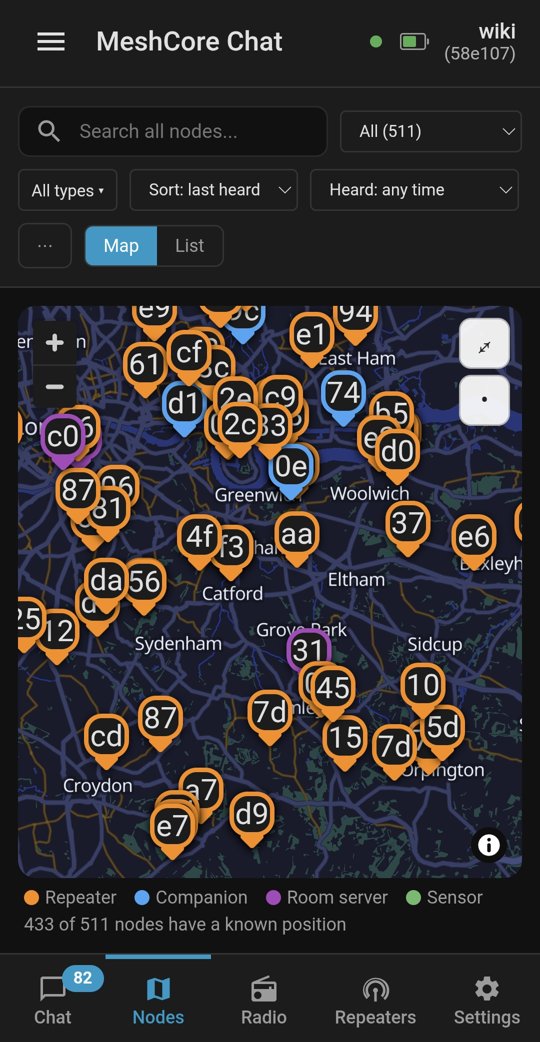 MeshCore Chat
wiki
(58e107)
Search all nodes...
All (511)
All types
Sort: last heard
Heard: any time
...
Map
List
e9
9c
94
e1
East Ham
61
cf
d1
2e
c9
74
b5
c0
2c
33
d0
0e
87
Greenwi
Woolwich
31
37
4f
f3
aa
e6
Catford
Eltham
da
56
12
Sydenham
Grove Park
Sidcup
31
45
10
7d
87
cd
15
5d
7d
Orpington
Croydon
a7
d9
e7
Repeater
Companion
Room server
Sensor
433 of 511 nodes have a known position
82
Chat
Nodes
Radio
Repeaters
Settings